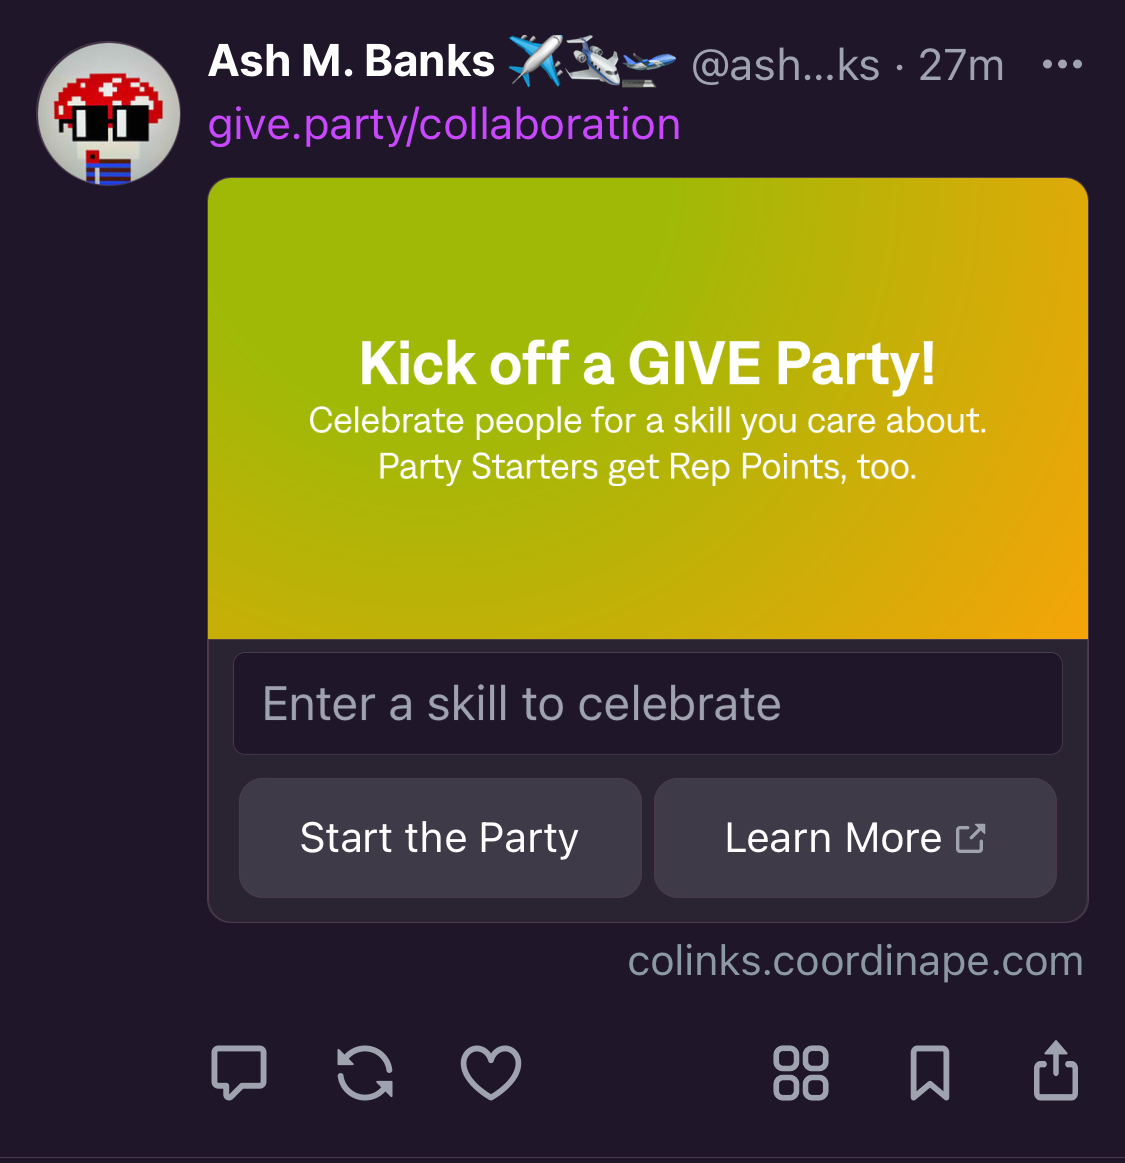 Ash M. Banks ✈️🛩️🛫 @ash...ks · 27m
give.party/collaboration
Kick off a GIVE Party!
Celebrate people for a skill you care about.
Party Starters get Rep Points, too.
Enter a skill to celebrate
Start the Party
Learn More
colinks.coordinape.com